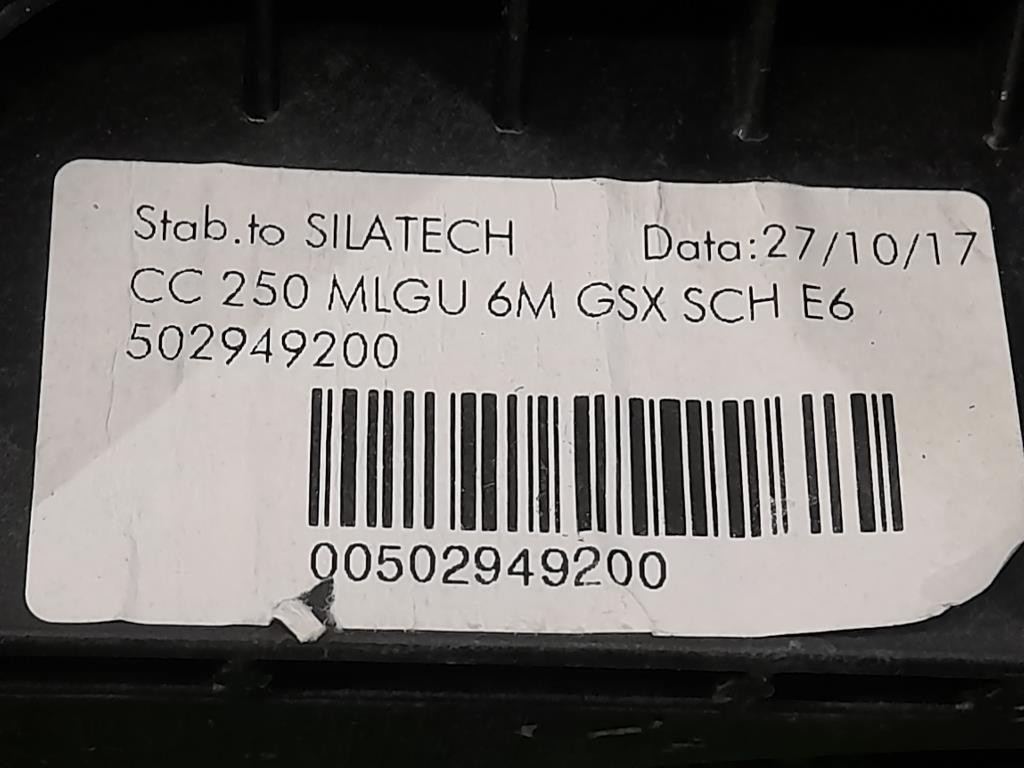 Stab.to SILATECH Data:27/10/17
CC 250 MLGU 6M GSX SCH E6
502949200
00502949200